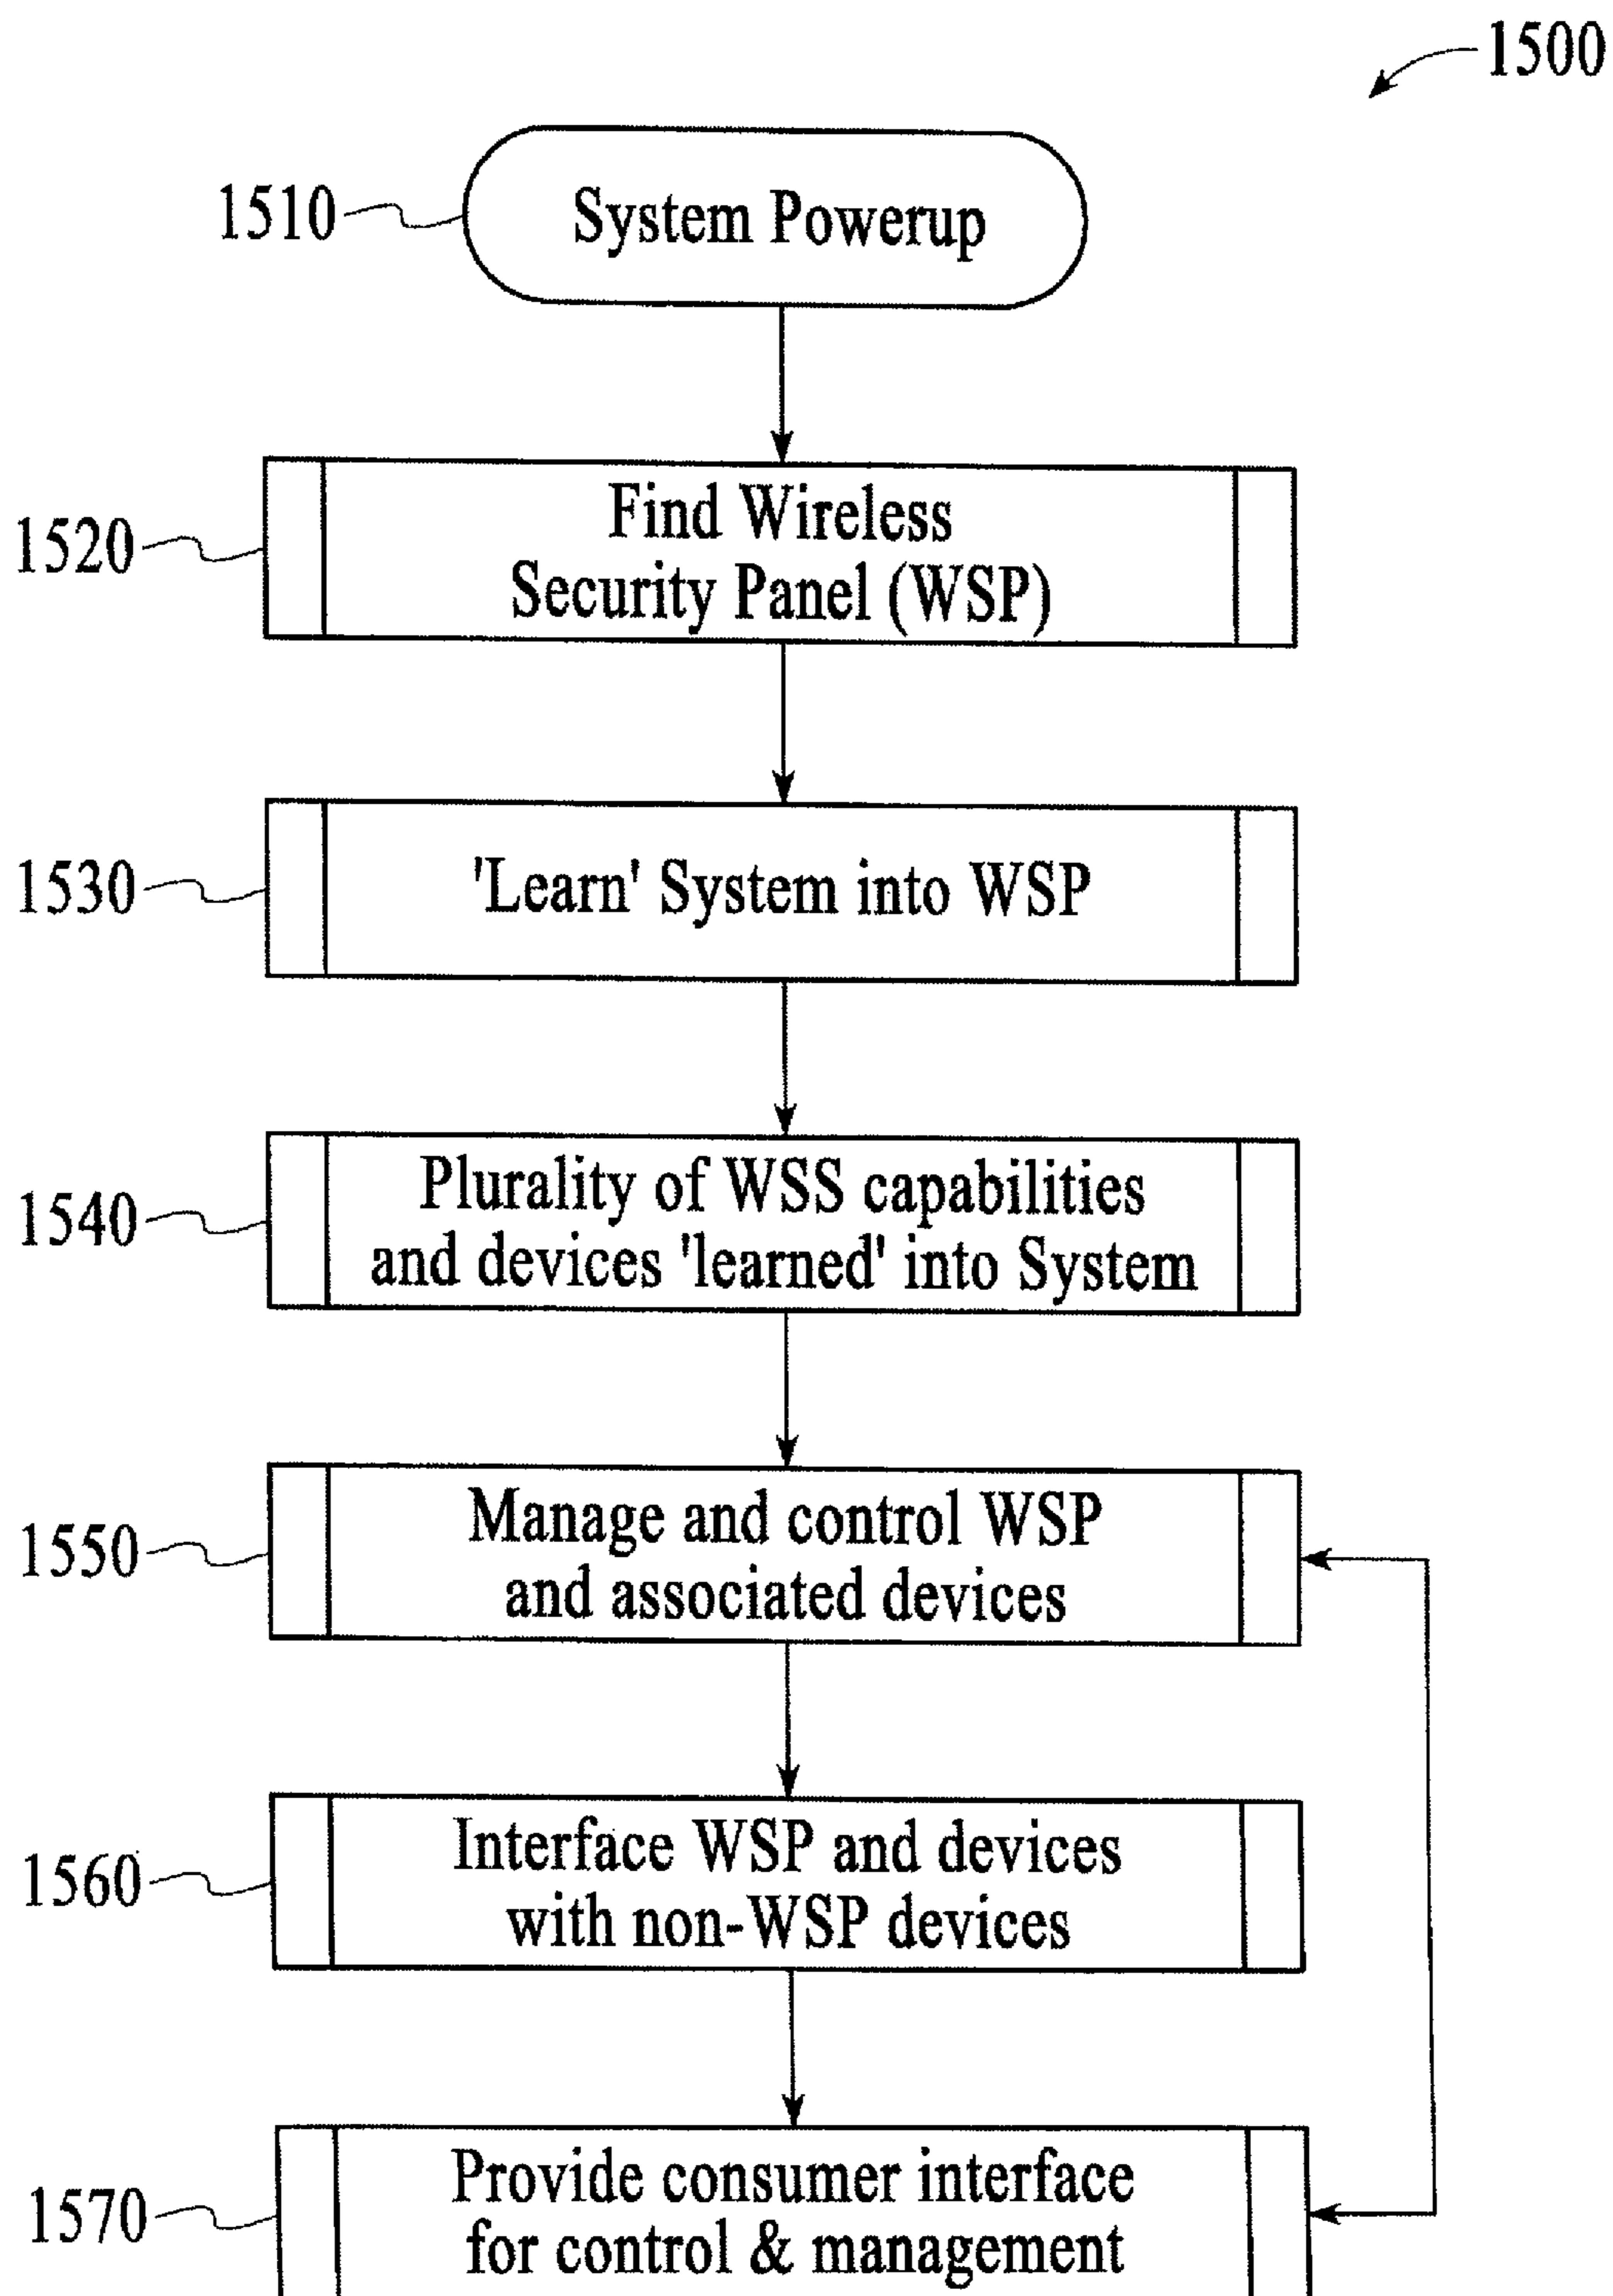 1500
1510
System Powerup
1520
Find Wireless
Security Panel (WSP)
1530
'Learn' System into WSP
1540
Plurality of WSS capabilities
and devices 'learned' into System
1550
Manage and control WSP
and associated devices
1560
Interface WSP and devices
with non-WSP devices
1570
Provide consumer interface
for control & management